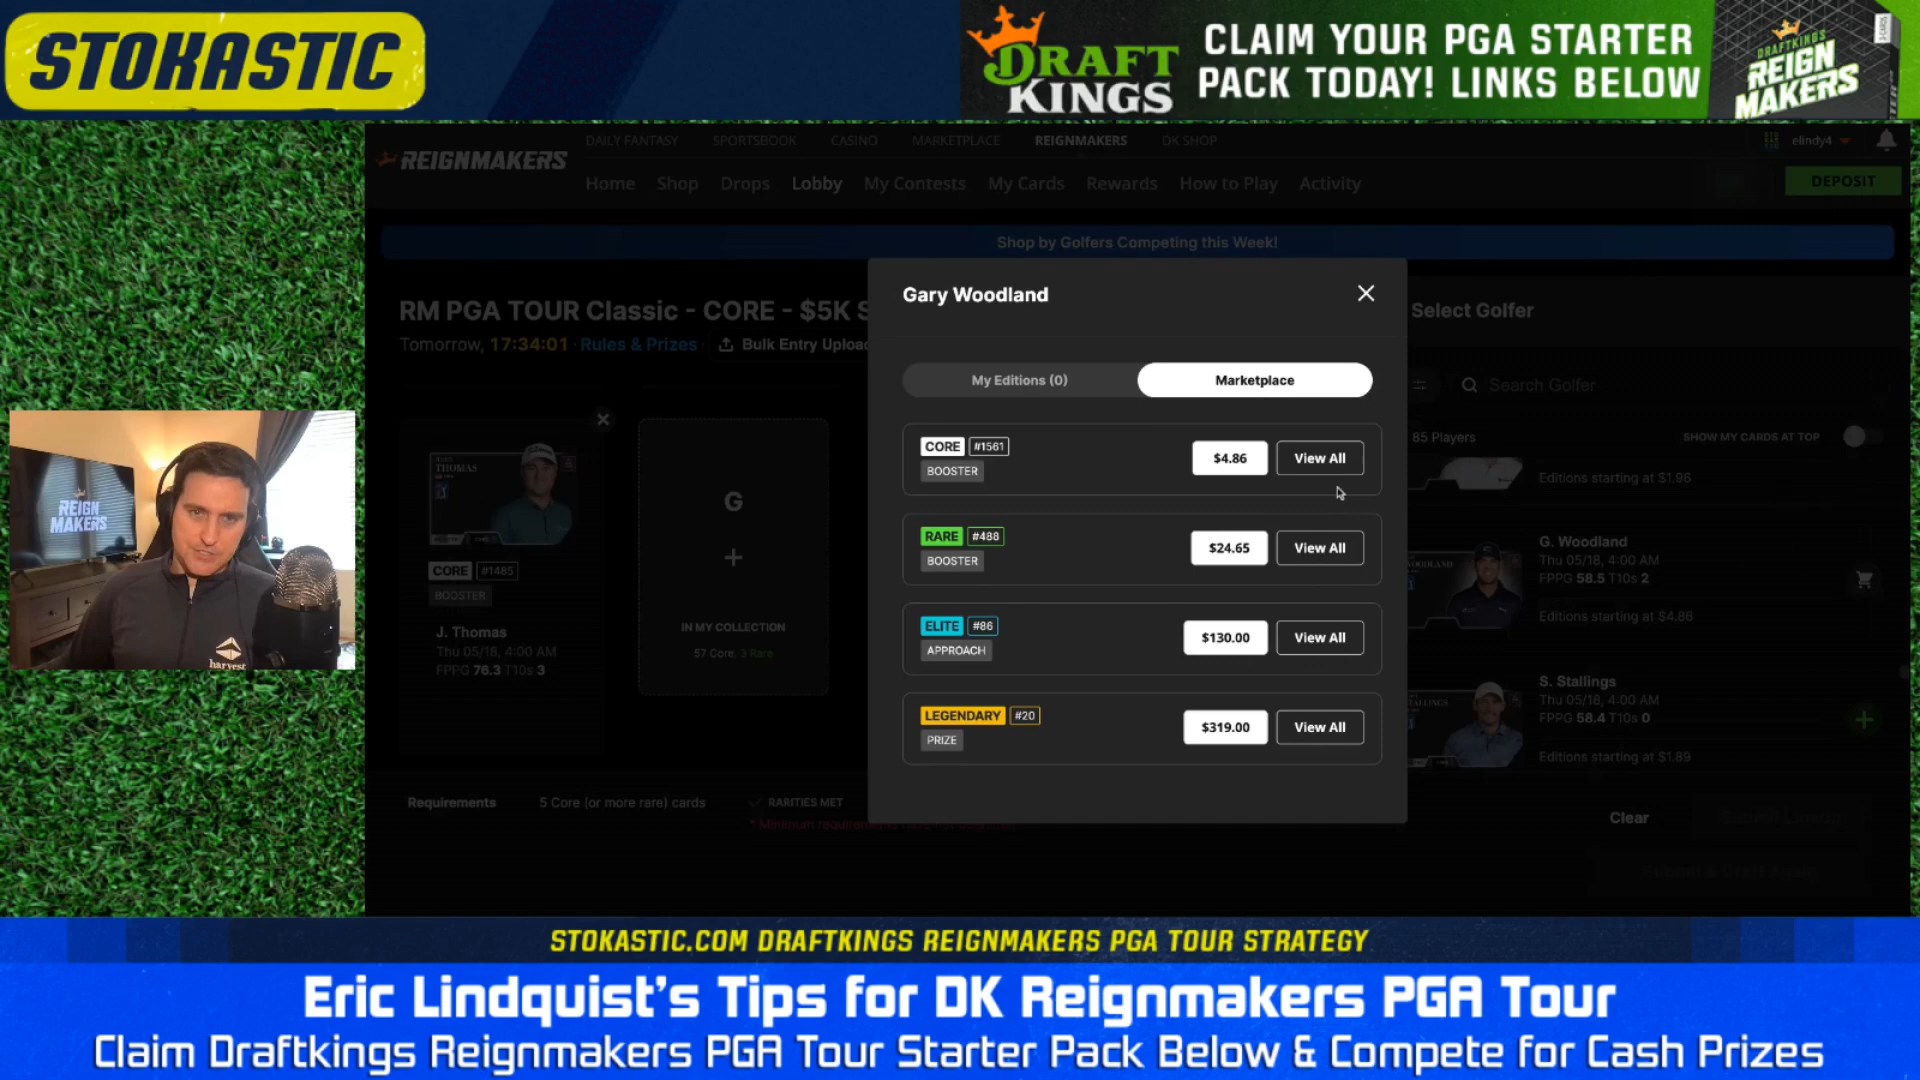 STOKASTIC
DRAFT
KINGS
CLAIM YOUR PGA STARTER
PACK TODAY! LINKS BELOW
DRAFTKINGS
REIGN
MAKERS
REIGNMAKERS
DAILY FANTASY SPORTSBOOK CASINO MARKETPLACE REIGNMAKERS DK SHOP
elindy4
Home Shop Drops Lobby My Contests My Cards Rewards How to Play Activity
DEPOSIT
Shop by Golfers Competing this Week!
RM PGA TOUR Classic - CORE - $5K S
Tomorrow, 17:34:01 · Rules & Prizes · Bulk Entry Upload
THOMAS
CORE #1485
BOOSTER
J. Thomas
Thu 05/18, 4:00 AM
FPPG 76.3 T10s 3
G
+
IN MY COLLECTION
57 Core, 3 Rare
Requirements 5 Core (or more rare) cards RARITIES MET
Gary Woodland
My Editions (0) Marketplace
CORE #1561
BOOSTER
$4.86 View All
RARE #488
BOOSTER
$24.65 View All
ELITE #86
APPROACH
$130.00 View All
LEGENDARY #20
PRIZE
$319.00 View All
Select Golfer
Search Golfer
85 Players SHOW MY CARDS AT TOP
Editions starting at $1.96
G. Woodland
Thu 05/18, 4:00 AM
FPPG 58.5 T10s 2
Editions starting at $4.86
S. Stallings
Thu 05/18, 4:00 AM
FPPG 58.4 T10s 0
Editions starting at $1.89
Clear
REIGN
MAKERS
harvest
STOKASTIC.COM DRAFTKINGS REIGNMAKERS PGA TOUR STRATEGY
Eric Lindquist's Tips for DK Reignmakers PGA Tour
Claim Draftkings Reignmakers PGA Tour Starter Pack Below & Compete for Cash Prizes